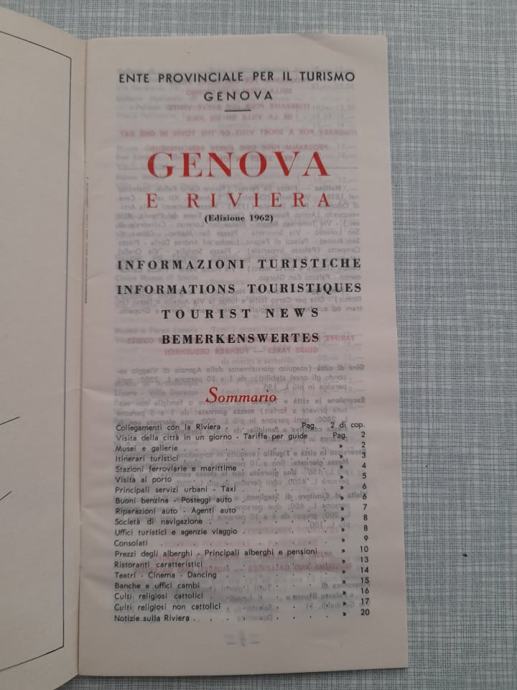 ENTE PROVINCIALE PER IL TURISMO
GENOVA
GENOVA
E RIVIERA
(Edizione 1962)
INFORMAZIONI TURISTICHE
INFORMATIONS TOURISTIQUES
TOURIST NEWS
BEMERKENSWERTES
Sommario
Collegamenti con la Riviera . Pag. 2 di cop.
Visita della città in un giorno - Tariffe per guide Pag. 2
Musei e gallerie . . . . . . . » 2
Itinerari turistici . . . . . . . » 3
Stazioni ferroviarie e marittime . . . . » 4
Visita al porto . . . . . . . » 5
Principali servizi urbani - Taxi . . . . » 6
Buoni benzina - Posteggi auto . . . . » 6
Riparazioni auto - Agenti auto . . . . » 7
Società di navigazione . . . . . . » 8
Uffici turistici e agenzie viaggio . . . . » 8
Consolati . . . . . . . . » 9
Prezzi degli alberghi - Principali alberghi e pensioni » 10
Ristoranti caratteristici . . . . . » 13
Teatri - Cinema - Dancing . . . . . » 14
Banche e uffici cambi . . . . . » 15
Culti religiosi cattolici . . . . . » 16
Culti religiosi non cattolici . . . . » 17
Notizie sulla Riviera . . . . . . » 20